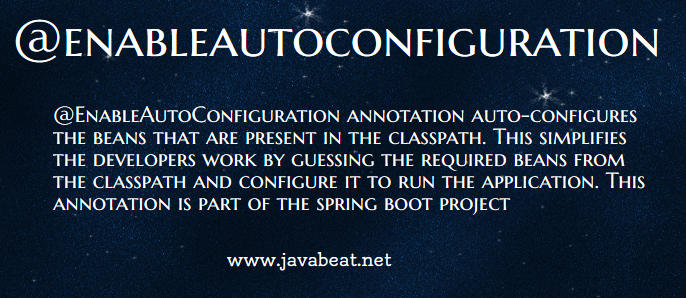 @enableautoconfiguration
@EnableAutoConfiguration annotation auto-configures
the beans that are present in the classpath. This simplifies
the developers work by guessing the required beans from
the classpath and configure it to run the application. This
annotation is part of the spring boot project
www.javabeat.net